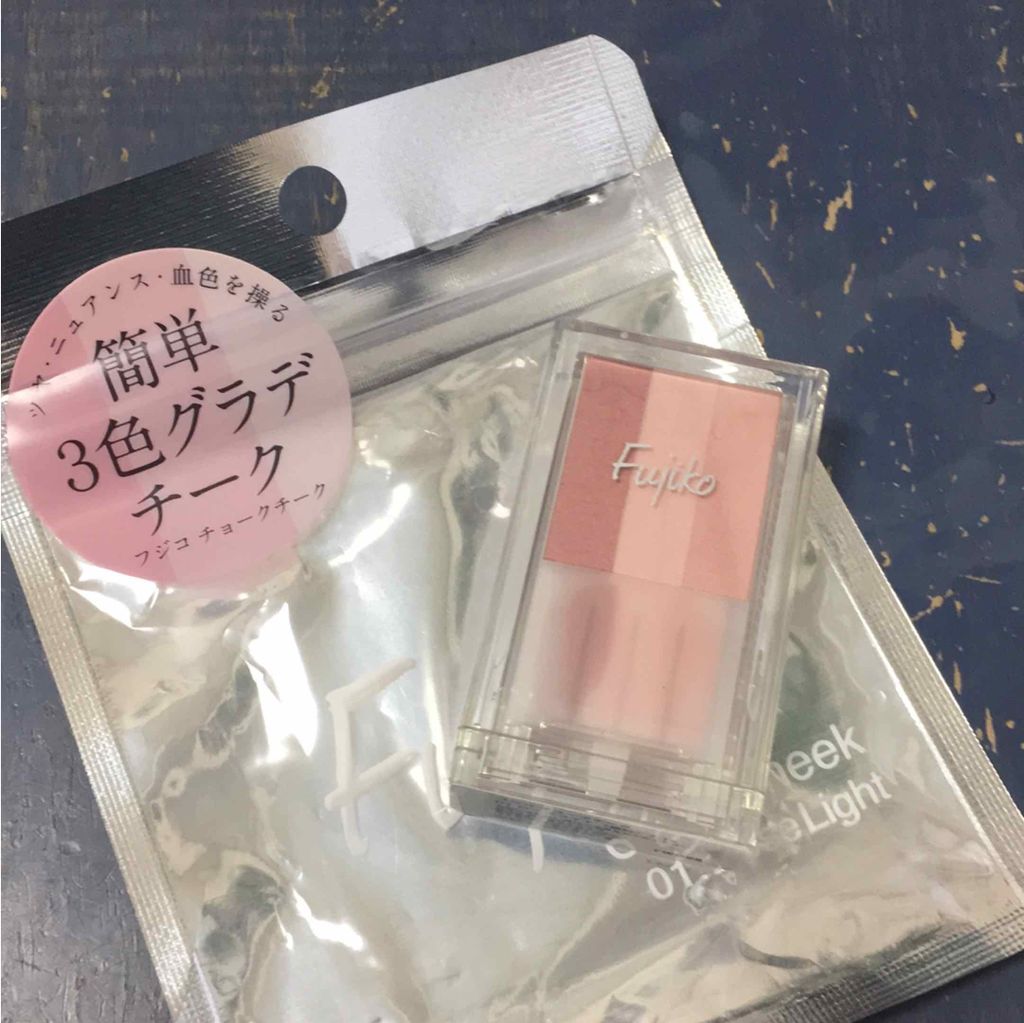 ツヤ・ニュアンス・血色を操る
簡単
3色グラデ
チーク
フジコ チョークチーク
Fujiko
Light
01